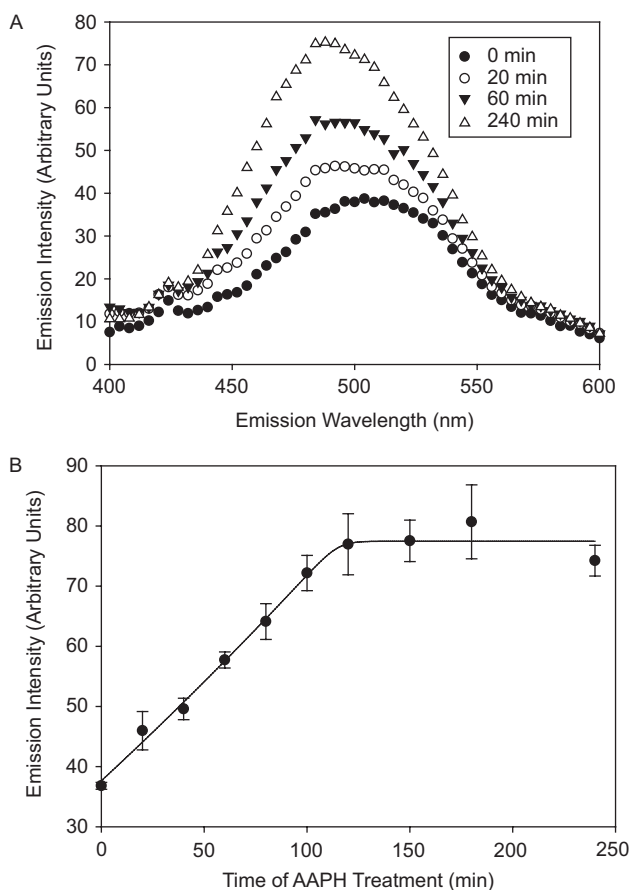 A
Emission Intensity (Arbitrary Units)
80
70
60
50
40
30
20
10
0
0 min
20 min
60 min
240 min
400
450
500
550
600
Emission Wavelength (nm)
B
Emission Intensity (Arbitrary Units)
90
80
70
60
50
40
30
0
50
100
150
200
250
Time of AAPH Treatment (min)